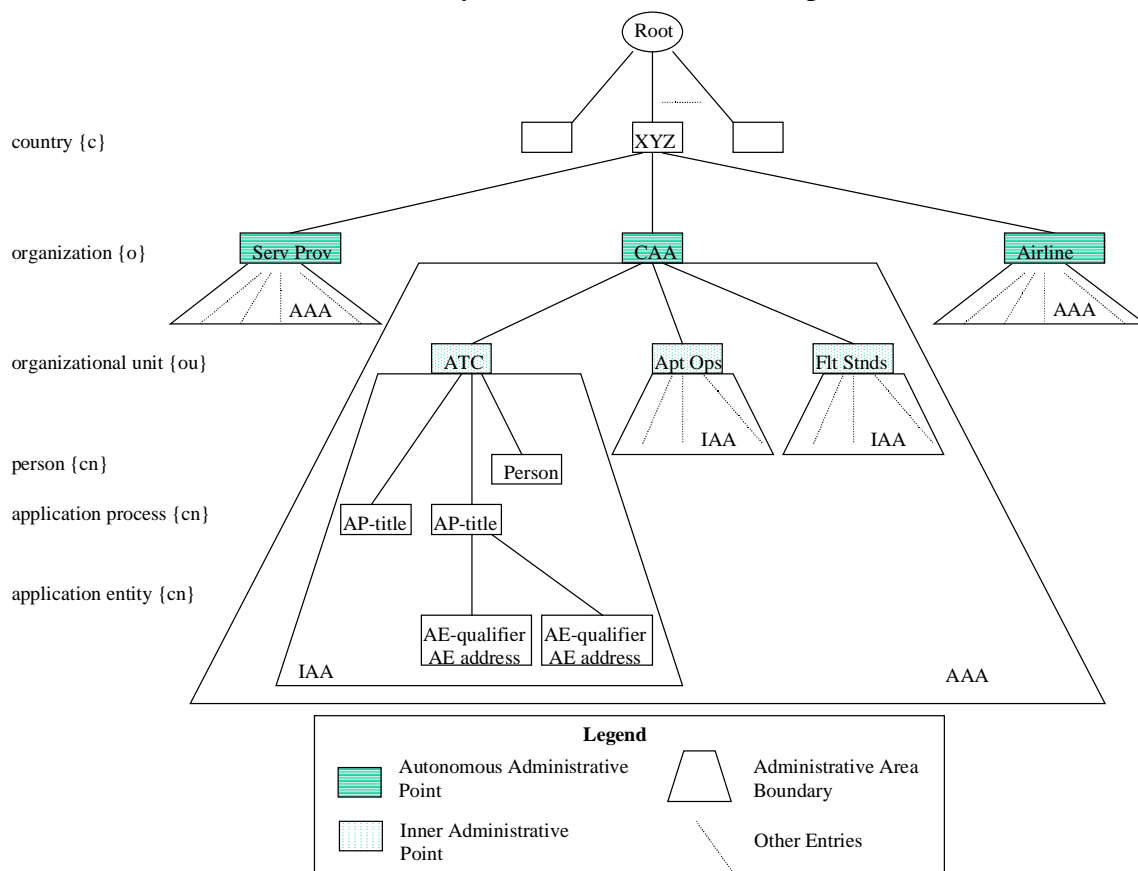 Root
country {c}
XYZ
organization {o}
Serv Prov
CAA
Airline
AAA
AAA
organizational unit {ou}
ATC
Apt Ops
Flt Stnds
IAA
IAA
person {cn}
Person
application process {cn}
AP-title
AP-title
application entity {cn}
AE-qualifier
AE address
AE-qualifier
AE address
IAA
AAA
Legend
Autonomous Administrative
Point
Administrative Area
Boundary
Inner Administrative
Point
Other Entries